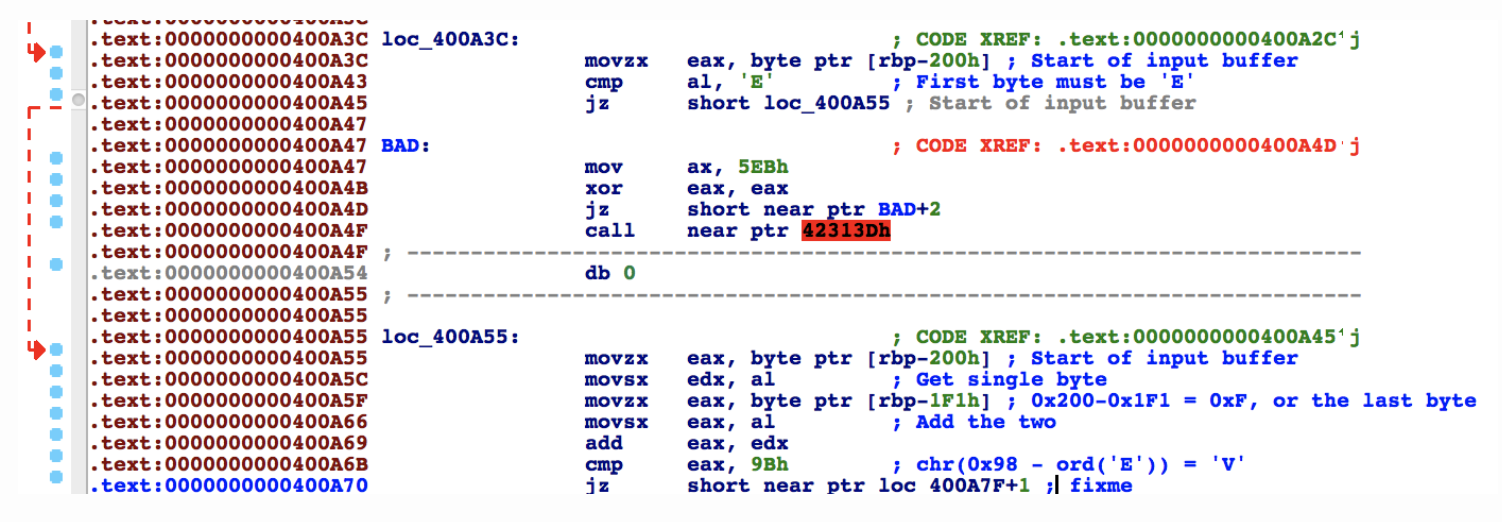 .text:0000000000400A3C loc_400A3C: ; CODE XREF: .text:0000000000400A2C↑j
.text:0000000000400A3C movzx eax, byte ptr [rbp-200h] ; Start of input buffer
.text:0000000000400A43 cmp al, 'E' ; First byte must be 'E'
.text:0000000000400A45 jz short loc_400A55 ; Start of input buffer
.text:0000000000400A47
.text:0000000000400A47 BAD: ; CODE XREF: .text:0000000000400A4D↑j
.text:0000000000400A47 mov ax, 5EBh
.text:0000000000400A4B xor eax, eax
.text:0000000000400A4D jz short near ptr BAD+2
.text:0000000000400A4F call near ptr 42313Dh
.text:0000000000400A4F ; ---------------------------------------------------------------------------
.text:0000000000400A54 db 0
.text:0000000000400A55 ; ---------------------------------------------------------------------------
.text:0000000000400A55
.text:0000000000400A55 loc_400A55: ; CODE XREF: .text:0000000000400A45↑j
.text:0000000000400A55 movzx eax, byte ptr [rbp-200h] ; Start of input buffer
.text:0000000000400A5C movsx edx, al ; Get single byte
.text:0000000000400A5F movzx eax, byte ptr [rbp-1F1h] ; 0x200-0x1F1 = 0xF, or the last byte
.text:0000000000400A66 movsx eax, al ; Add the two
.text:0000000000400A69 add eax, edx
.text:0000000000400A6B cmp eax, 9Bh ; chr(0x98 - ord('E')) = 'V'
.text:0000000000400A70 jz short near ptr loc_400A7F+1 ; fixme